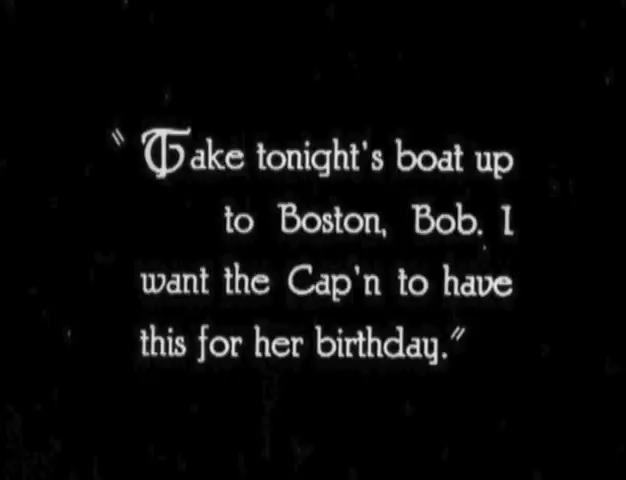 "Take tonight's boat up
to Boston, Bob. I
want the Cap'n to have
this for her birthday."